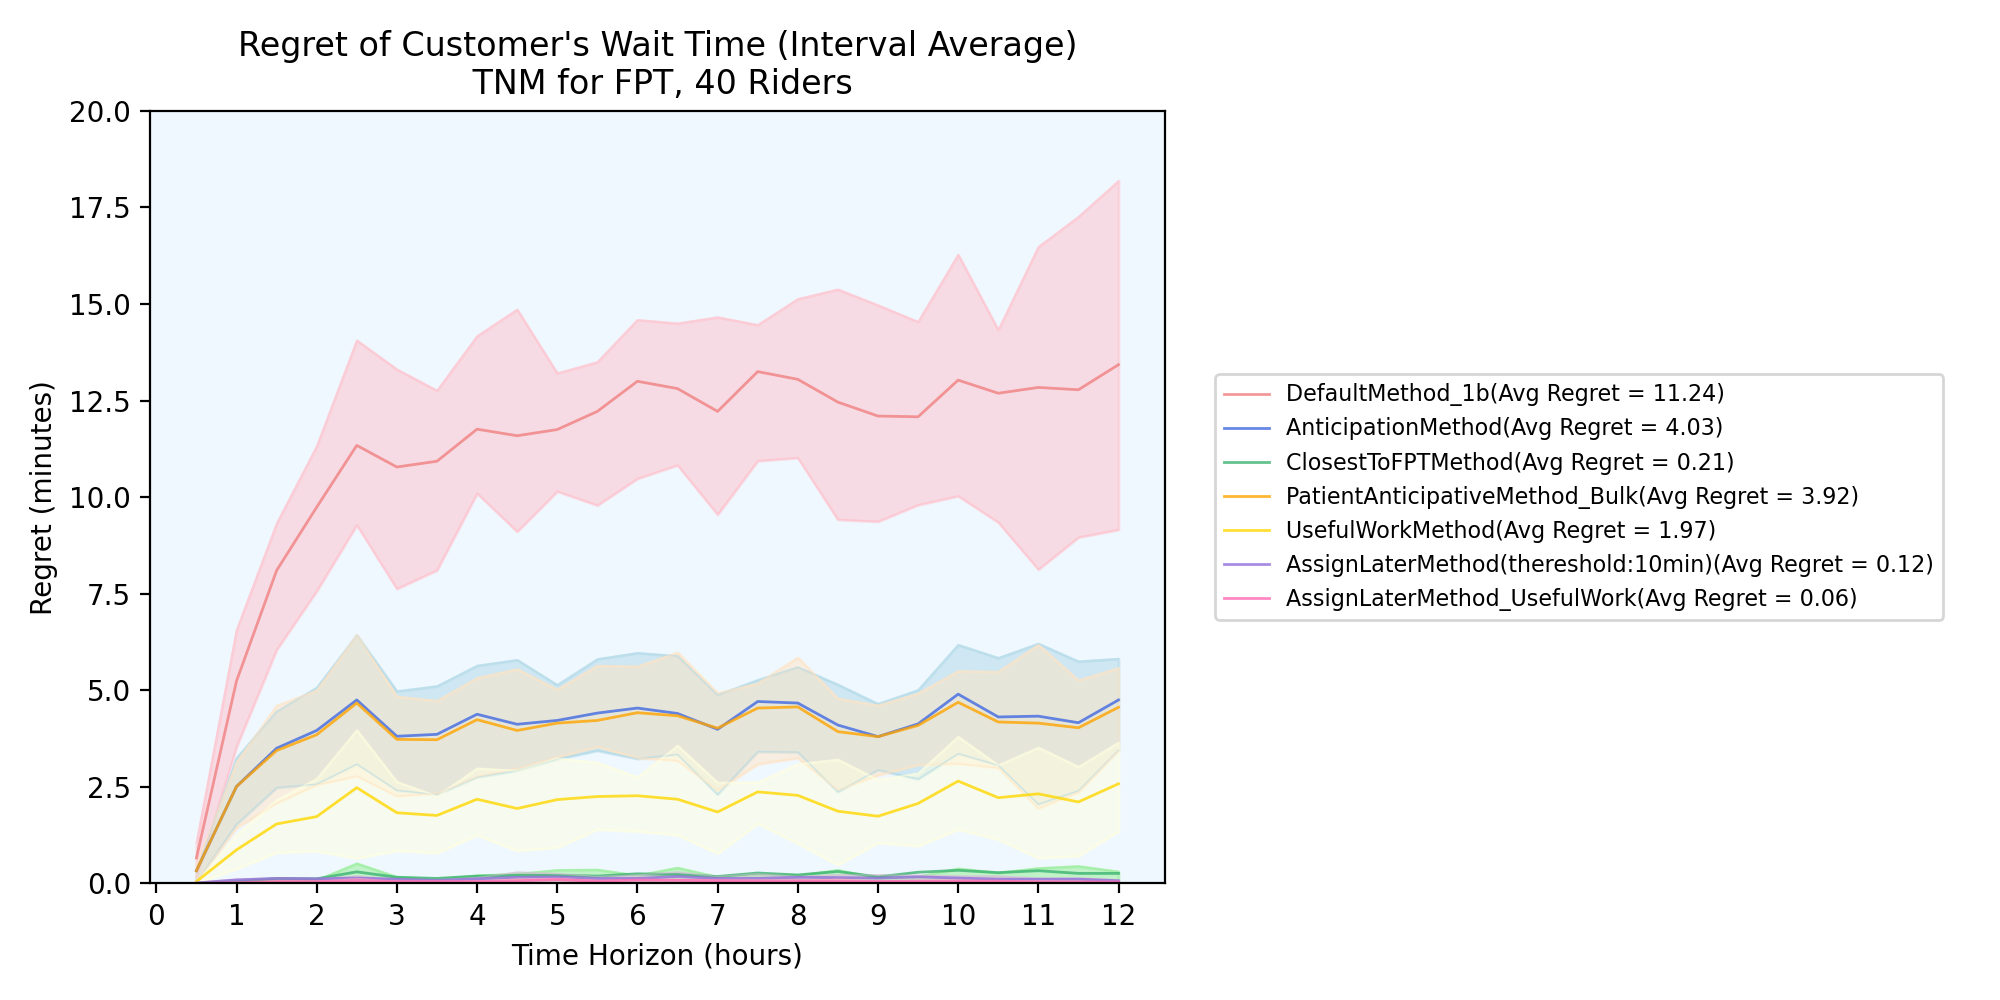 Regret of Customer's Wait Time (Interval Average)
TNM for FPT, 40 Riders
20.0
17.5
15.0
12.5
10.0
7.5
5.0
2.5
0.0
Regret (minutes)
0 1 2 3 4 5 6 7 8 9 10 11 12
Time Horizon (hours)
DefaultMethod_1b(Avg Regret = 11.24)
AnticipationMethod(Avg Regret = 4.03)
ClosestToFPTMethod(Avg Regret = 0.21)
PatientAnticipativeMethod_Bulk(Avg Regret = 3.92)
UsefulWorkMethod(Avg Regret = 1.97)
AssignLaterMethod(thereshold:10min)(Avg Regret = 0.12)
AssignLaterMethod_UsefulWork(Avg Regret = 0.06)